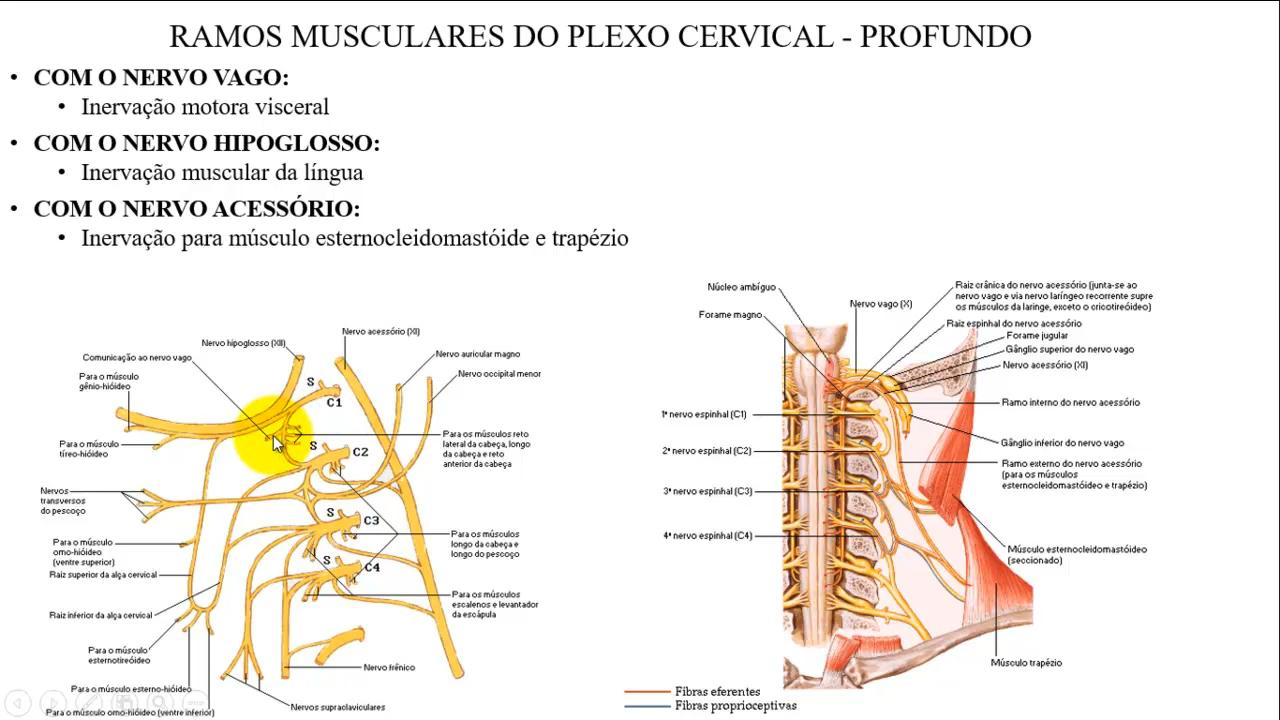 RAMOS MUSCULARES DO PLEXO CERVICAL - PROFUNDO
• COM O NERVO VAGO:
• Inervação motora visceral
• COM O NERVO HIPOGLOSSO:
• Inervação muscular da língua
• COM O NERVO ACESSÓRIO:
• Inervação para músculo esternocleidomastóide e trapézio
Nervo acessório (XI)
Nervo hipoglosso (XII)
Comunicação ao nervo vago
Nervo auricular magno
Para o músculo
gênio-hióideo
Nervo occipital menor
S
C1
Para o músculo
tíreo-hióideo
Para os músculos reto
lateral da cabeça, longo
da cabeça e reto
anterior da cabeça
S
C2
Nervos
transversos
do pescoço
S
C3
Para os músculos
longo da cabeça e
longo do pescoço
Para o músculo
omo-hióideo
(ventre superior)
Raiz superior da alça cervical
S
C4
Para os músculos
escalenos e levantador
da escápula
Raiz inferior da alça cervical
Para o músculo
esternotireóideo
Nervo frênico
Para o músculo esterno-hióideo
Nervos supraclaviculares
Para o músculo omo-hióideo (ventre inferior)
Núcleo ambíguo
Forame magno
Nervo vago (X)
Raiz crânica do nervo acessório (junta-se ao
nervo vago e via nervo laríngeo recorrente supre
os músculos da laringe, exceto o cricotireóideo)
Raiz espinhal do nervo acessório
Forame jugular
Gânglio superior do nervo vago
Nervo acessório (XI)
Ramo interno do nervo acessório
1º nervo espinhal (C1)
Gânglio inferior do nervo vago
2º nervo espinhal (C2)
Ramo externo do nervo acessório
(para os músculos
esternocleidomastóideo e trapézio)
3º nervo espinhal (C3)
4º nervo espinhal (C4)
Músculo esternocleidomastóideo
(seccionado)
Músculo trapézio
Fibras eferentes
Fibras proprioceptivas